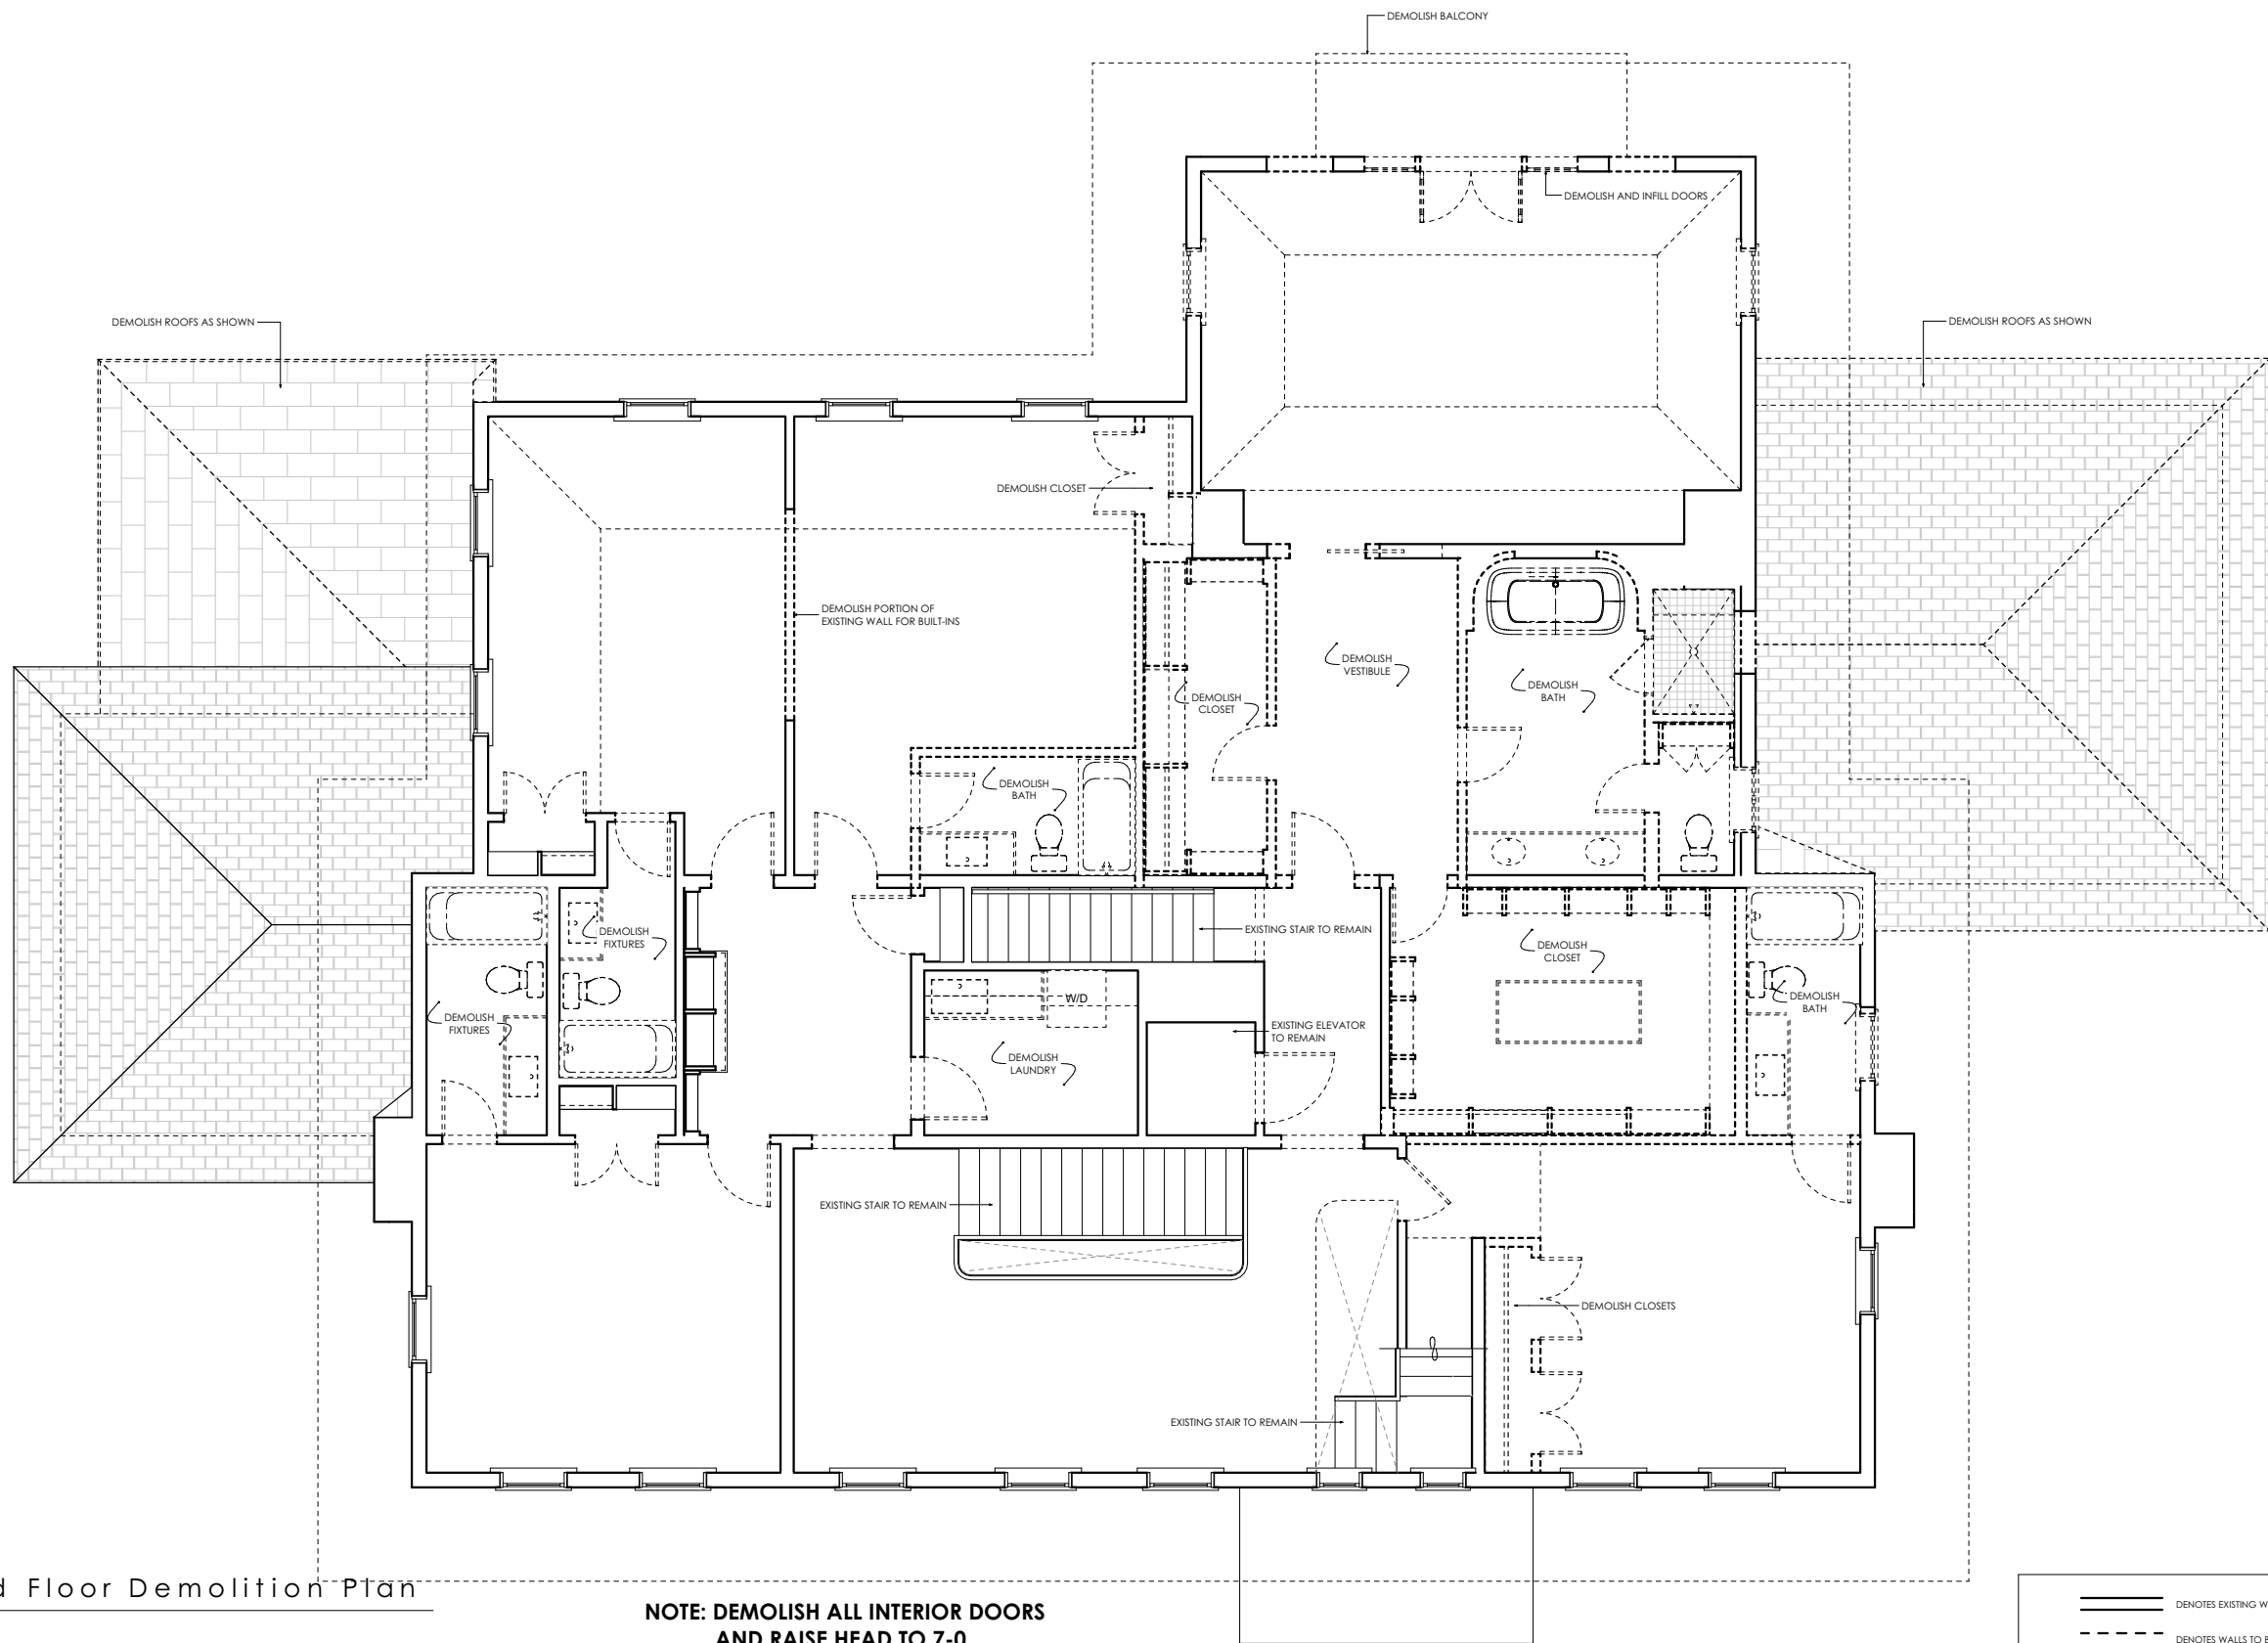 DEMOLISH BALCONY
DEMOLISH AND INFILL DOORS
DEMOLISH ROOFS AS SHOWN
DEMOLISH ROOFS AS SHOWN
DEMOLISH CLOSET
DEMOLISH PORTION OF
EXISTING WALL FOR BUILT-INS
DEMOLISH
VESTIBULE
DEMOLISH
BATH
DEMOLISH
CLOSET
DEMOLISH
BATH
DEMOLISH
FIXTURES
EXISTING STAIR TO REMAIN
DEMOLISH
CLOSET
W/D
DEMOLISH
BATH
DEMOLISH
FIXTURES
EXISTING ELEVATOR
TO REMAIN
DEMOLISH
LAUNDRY
EXISTING STAIR TO REMAIN
DEMOLISH CLOSETS
EXISTING STAIR TO REMAIN
Floor Demolition Plan
NOTE: DEMOLISH ALL INTERIOR DOORS
AND RAISE HEAD TO 7-0
DENOTES EXISTING
DENOTES WALLS TO